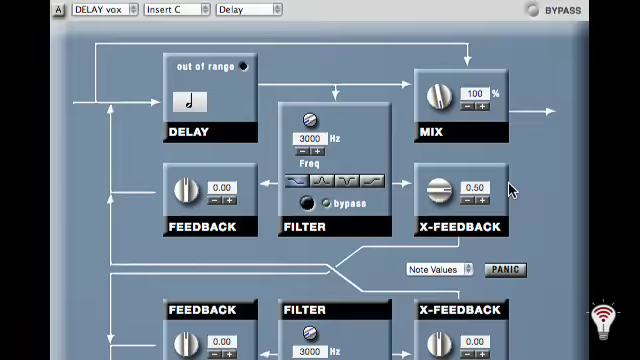 A DELAY vox Insert C Delay BYPASS
out of range
DELAY
100 %
MIX
3000 Hz
Freq
bypass
FILTER
0.00
FEEDBACK
0.50
X-FEEDBACK
Note Values PANIC
FEEDBACK FILTER X-FEEDBACK
0.00 3000 Hz 0.00